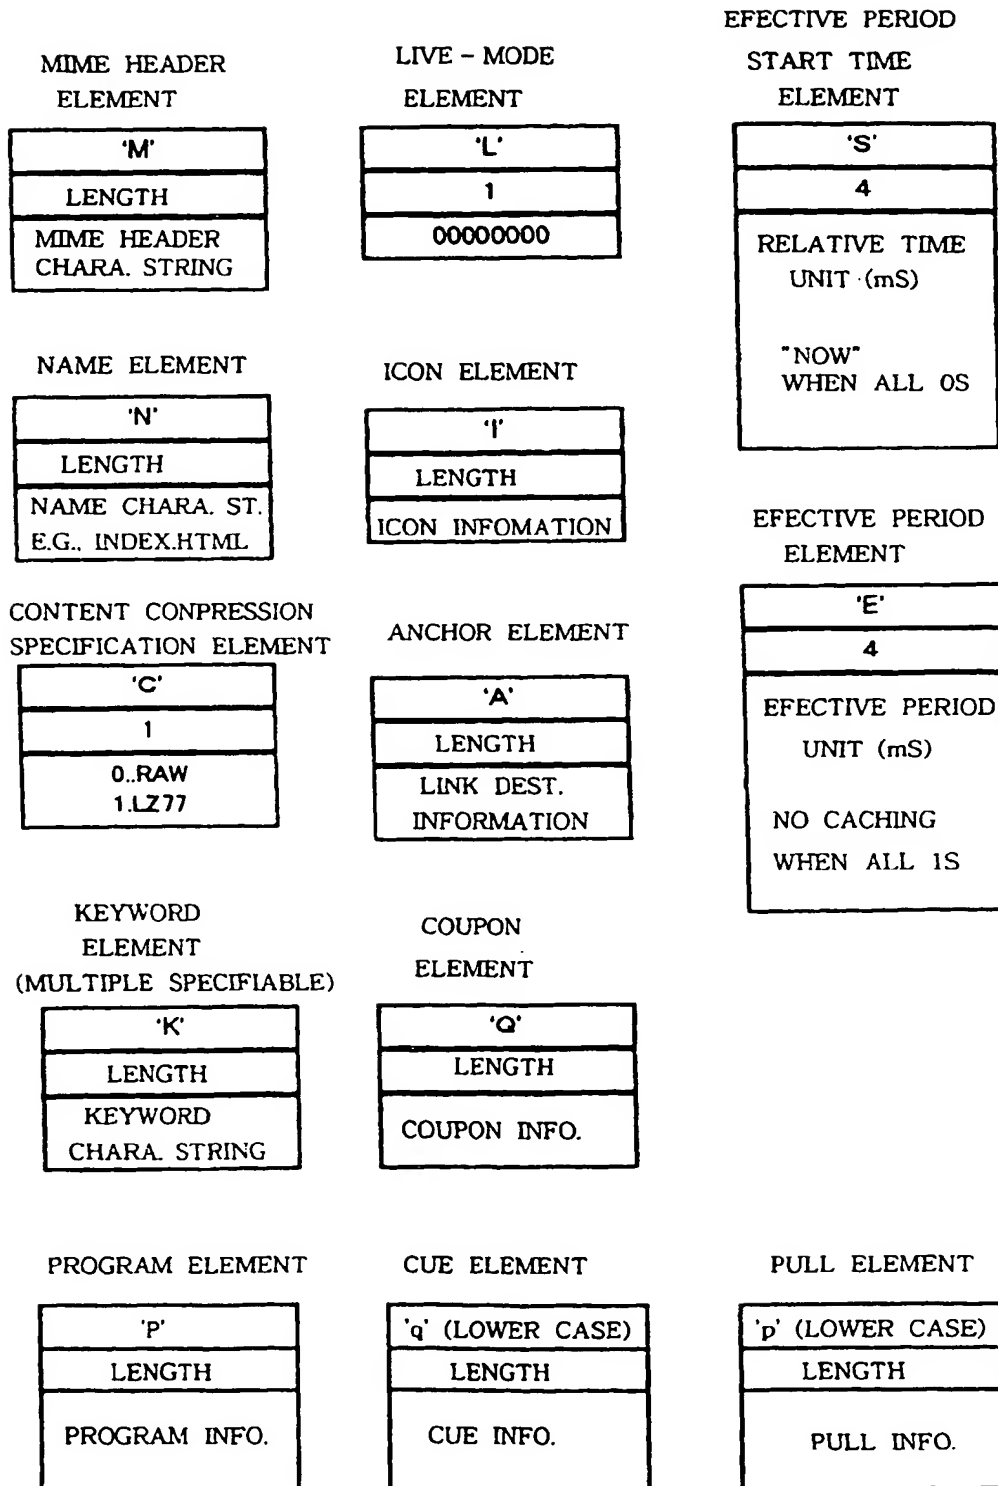 MIME HEADER
ELEMENT
'M'
LENGTH
MIME HEADER
CHARA. STRING
LIVE - MODE
ELEMENT
'L'
1
00000000
EFECTIVE PERIOD
START TIME
ELEMENT
'S'
4
RELATIVE TIME
UNIT (mS)
"NOW"
WHEN ALL 0S
NAME ELEMENT
'N'
LENGTH
NAME CHARA. ST.
E.G., INDEX.HTML
ICON ELEMENT
'I'
LENGTH
ICON INFOMATION
EFECTIVE PERIOD
ELEMENT
'E'
4
EFECTIVE PERIOD
UNIT (mS)
NO CACHING
WHEN ALL 1S
CONTENT CONPRESSION
SPECIFICATION ELEMENT
'C'
1
0..RAW
1.LZ77
ANCHOR ELEMENT
'A'
LENGTH
LINK DEST.
INFORMATION
KEYWORD
ELEMENT
(MULTIPLE SPECIFIABLE)
'K'
LENGTH
KEYWORD
CHARA. STRING
COUPON
ELEMENT
'Q'
LENGTH
COUPON INFO.
PROGRAM ELEMENT
'P'
LENGTH
PROGRAM INFO.
CUE ELEMENT
'q' (LOWER CASE)
LENGTH
CUE INFO.
PULL ELEMENT
'p' (LOWER CASE)
LENGTH
PULL INFO.